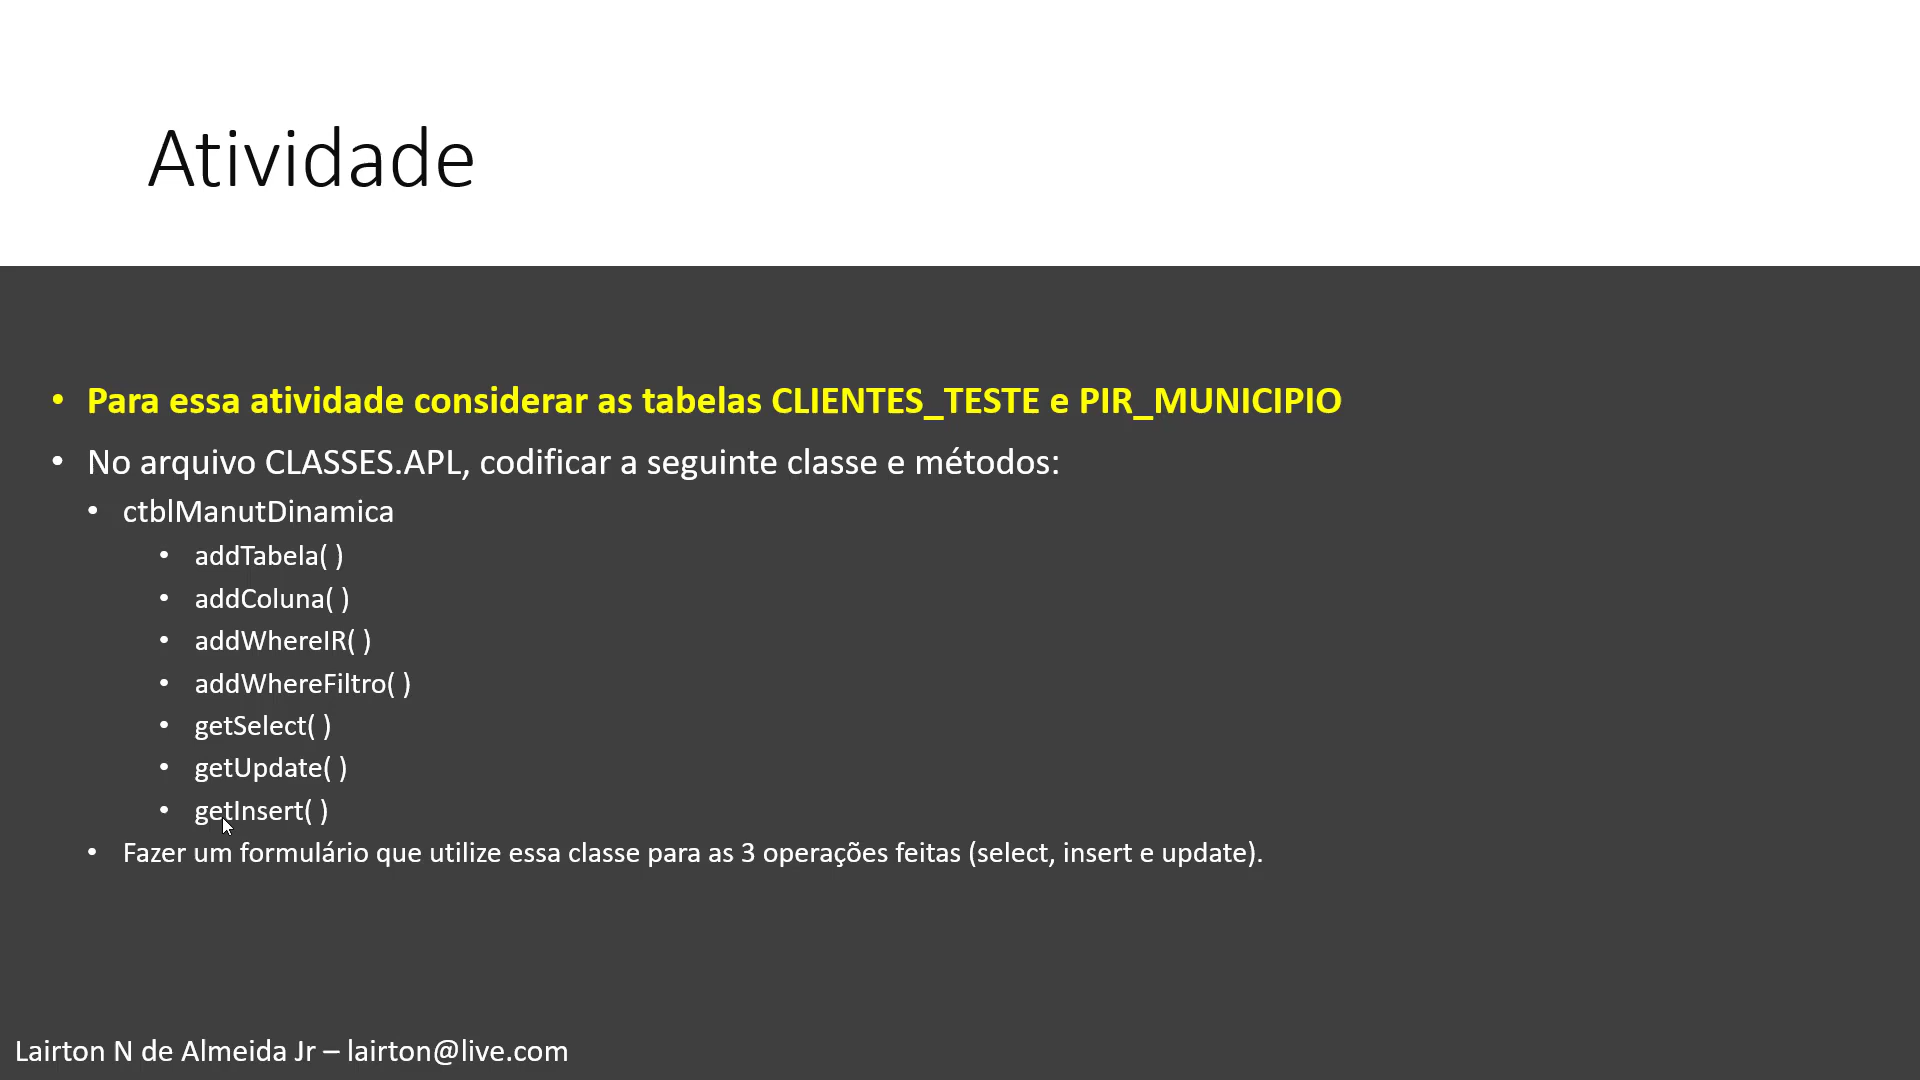 Atividade
• Para essa atividade considerar as tabelas CLIENTES_TESTE e PIR_MUNICIPIO
• No arquivo CLASSES.APL, codificar a seguinte classe e métodos:
• ctblManutDinamica
• addTabela( )
• addColuna( )
• addWhereIR( )
• addWhereFiltro( )
• getSelect( )
• getUpdate( )
• getInsert( )
• Fazer um formulário que utilize essa classe para as 3 operações feitas (select, insert e update).
Lairton N de Almeida Jr – lairton@live.com